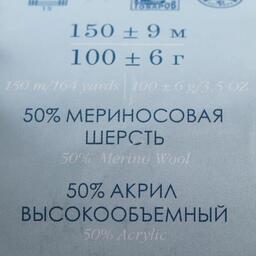 ТОВАРОВ
150 ± 9 м
100 ± 6 г
150 m/164 yards 100 ± 6 g/3,5 OZ
50% МЕРИНОСОВАЯ
ШЕРСТЬ
50% Merino Wool
50% АКРИЛ
ВЫСОКООБЪЕМНЫЙ
50% Acrylic